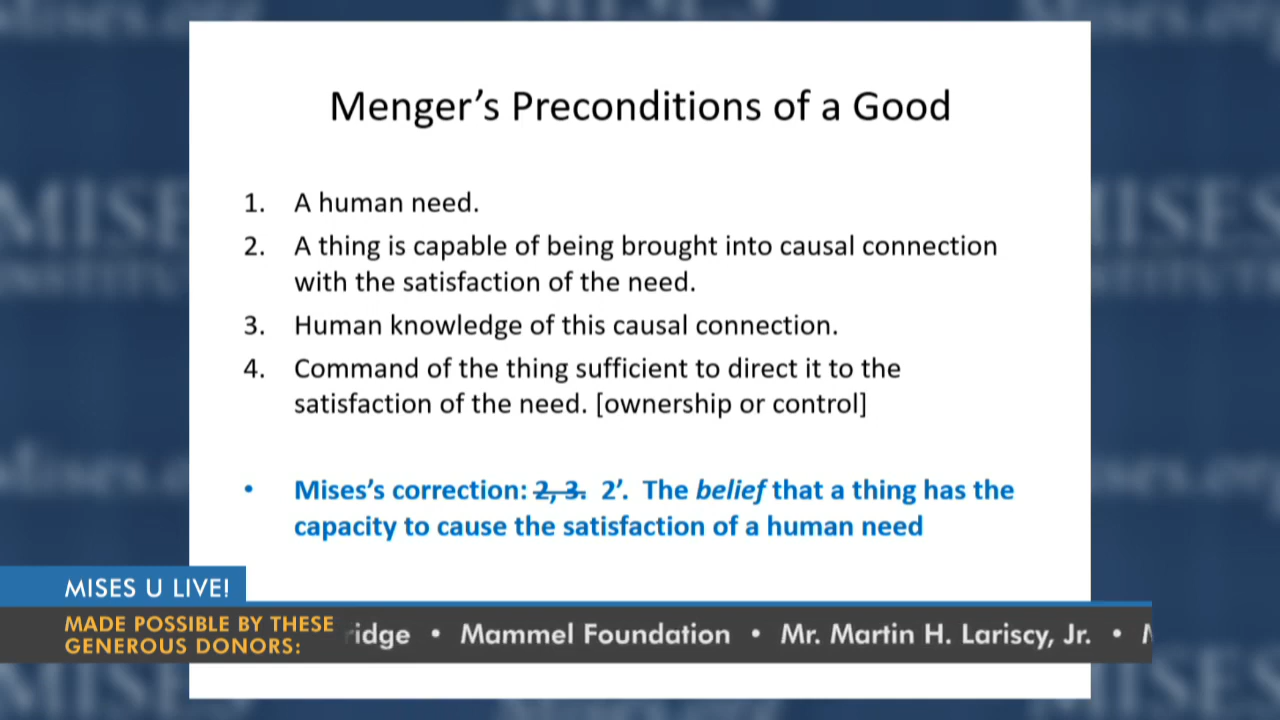 Menger’s Preconditions of a Good
1. A human need.
2. A thing is capable of being brought into causal connection
with the satisfaction of the need.
3. Human knowledge of this causal connection.
4. Command of the thing sufficient to direct it to the
satisfaction of the need. [ownership or control]
• Mises’s correction: 2, 3. 2’. The belief that a thing has the
capacity to cause the satisfaction of a human need
MISES U LIVE!
MADE POSSIBLE BY THESE
GENEROUS DONORS:
idge • Mammel Foundation • Mr. Martin H. Lariscy, Jr. •